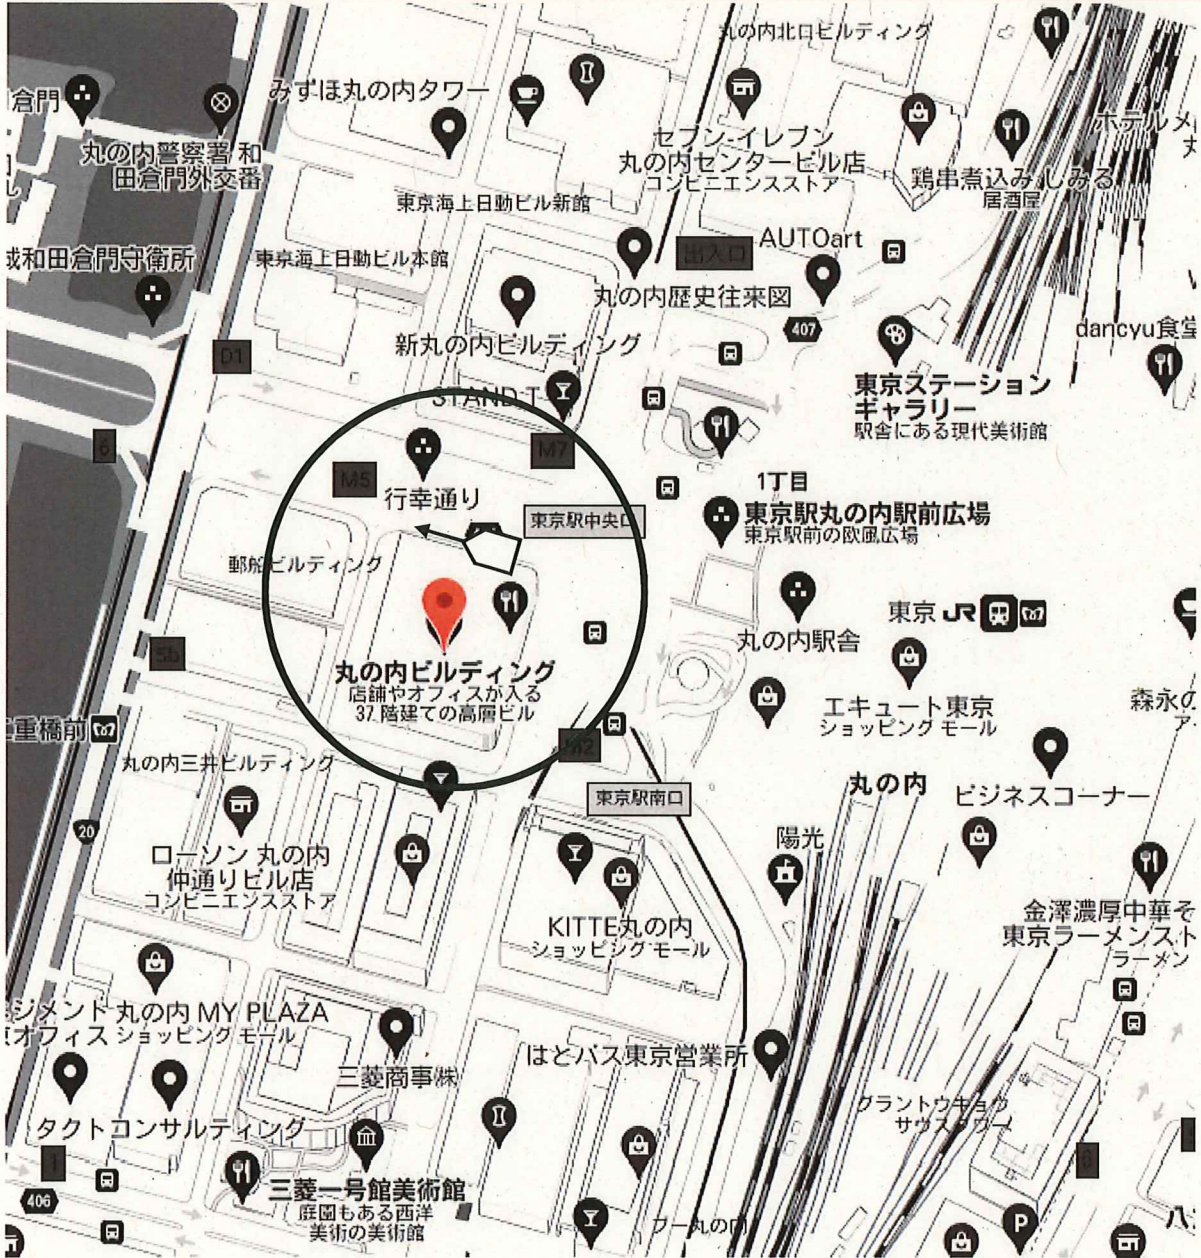 丸の内北口ビルディング
倉門
みずほ丸の内タワー
丸の内警察署 和
田倉門外交番
セブン-イレブン
丸の内センタービル店
コンビニエンスストア
ホテルメ
鶏串煮込み しみる
居酒屋
東京海上日動ビル新館
和田倉門守衛所
東京海上日動ビル本館
出入口
AUTOart
丸の内歴史往来図
407
dancyu食堂
新丸の内ビルディング
D1
東京ステーション
ギャラリー
駅舎にある現代美術館
STAND T
6
M7
M5
行幸通り
1丁目
東京駅中央口
東京駅丸の内駅前広場
東京駅前の欧風広場
郵船ビルディング
東京 JR
丸の内駅舎
5b
丸の内ビルディング
店舗やオフィスが入る
37 階建ての高層ビル
エキュート東京
ショッピング モール
森永の
ア
重橋前
M2
丸の内三井ビルディング
東京駅南口
丸の内
ビジネスコーナー
20
陽光
ローソン 丸の内
仲通りビル店
コンビニエンスストア
KITTE丸の内
ショッピング モール
金澤濃厚中華そ
東京ラーメンスト
ラーメン
ジメント 丸の内 MY PLAZA
オフィス ショッピング モール
はとバス東京営業所
三菱商事㈱
グラントウキョウ
サウスタワー
タクトコンサルティング
1
6
406
三菱一号館美術館
庭園もある西洋
美術の美術館
P
八